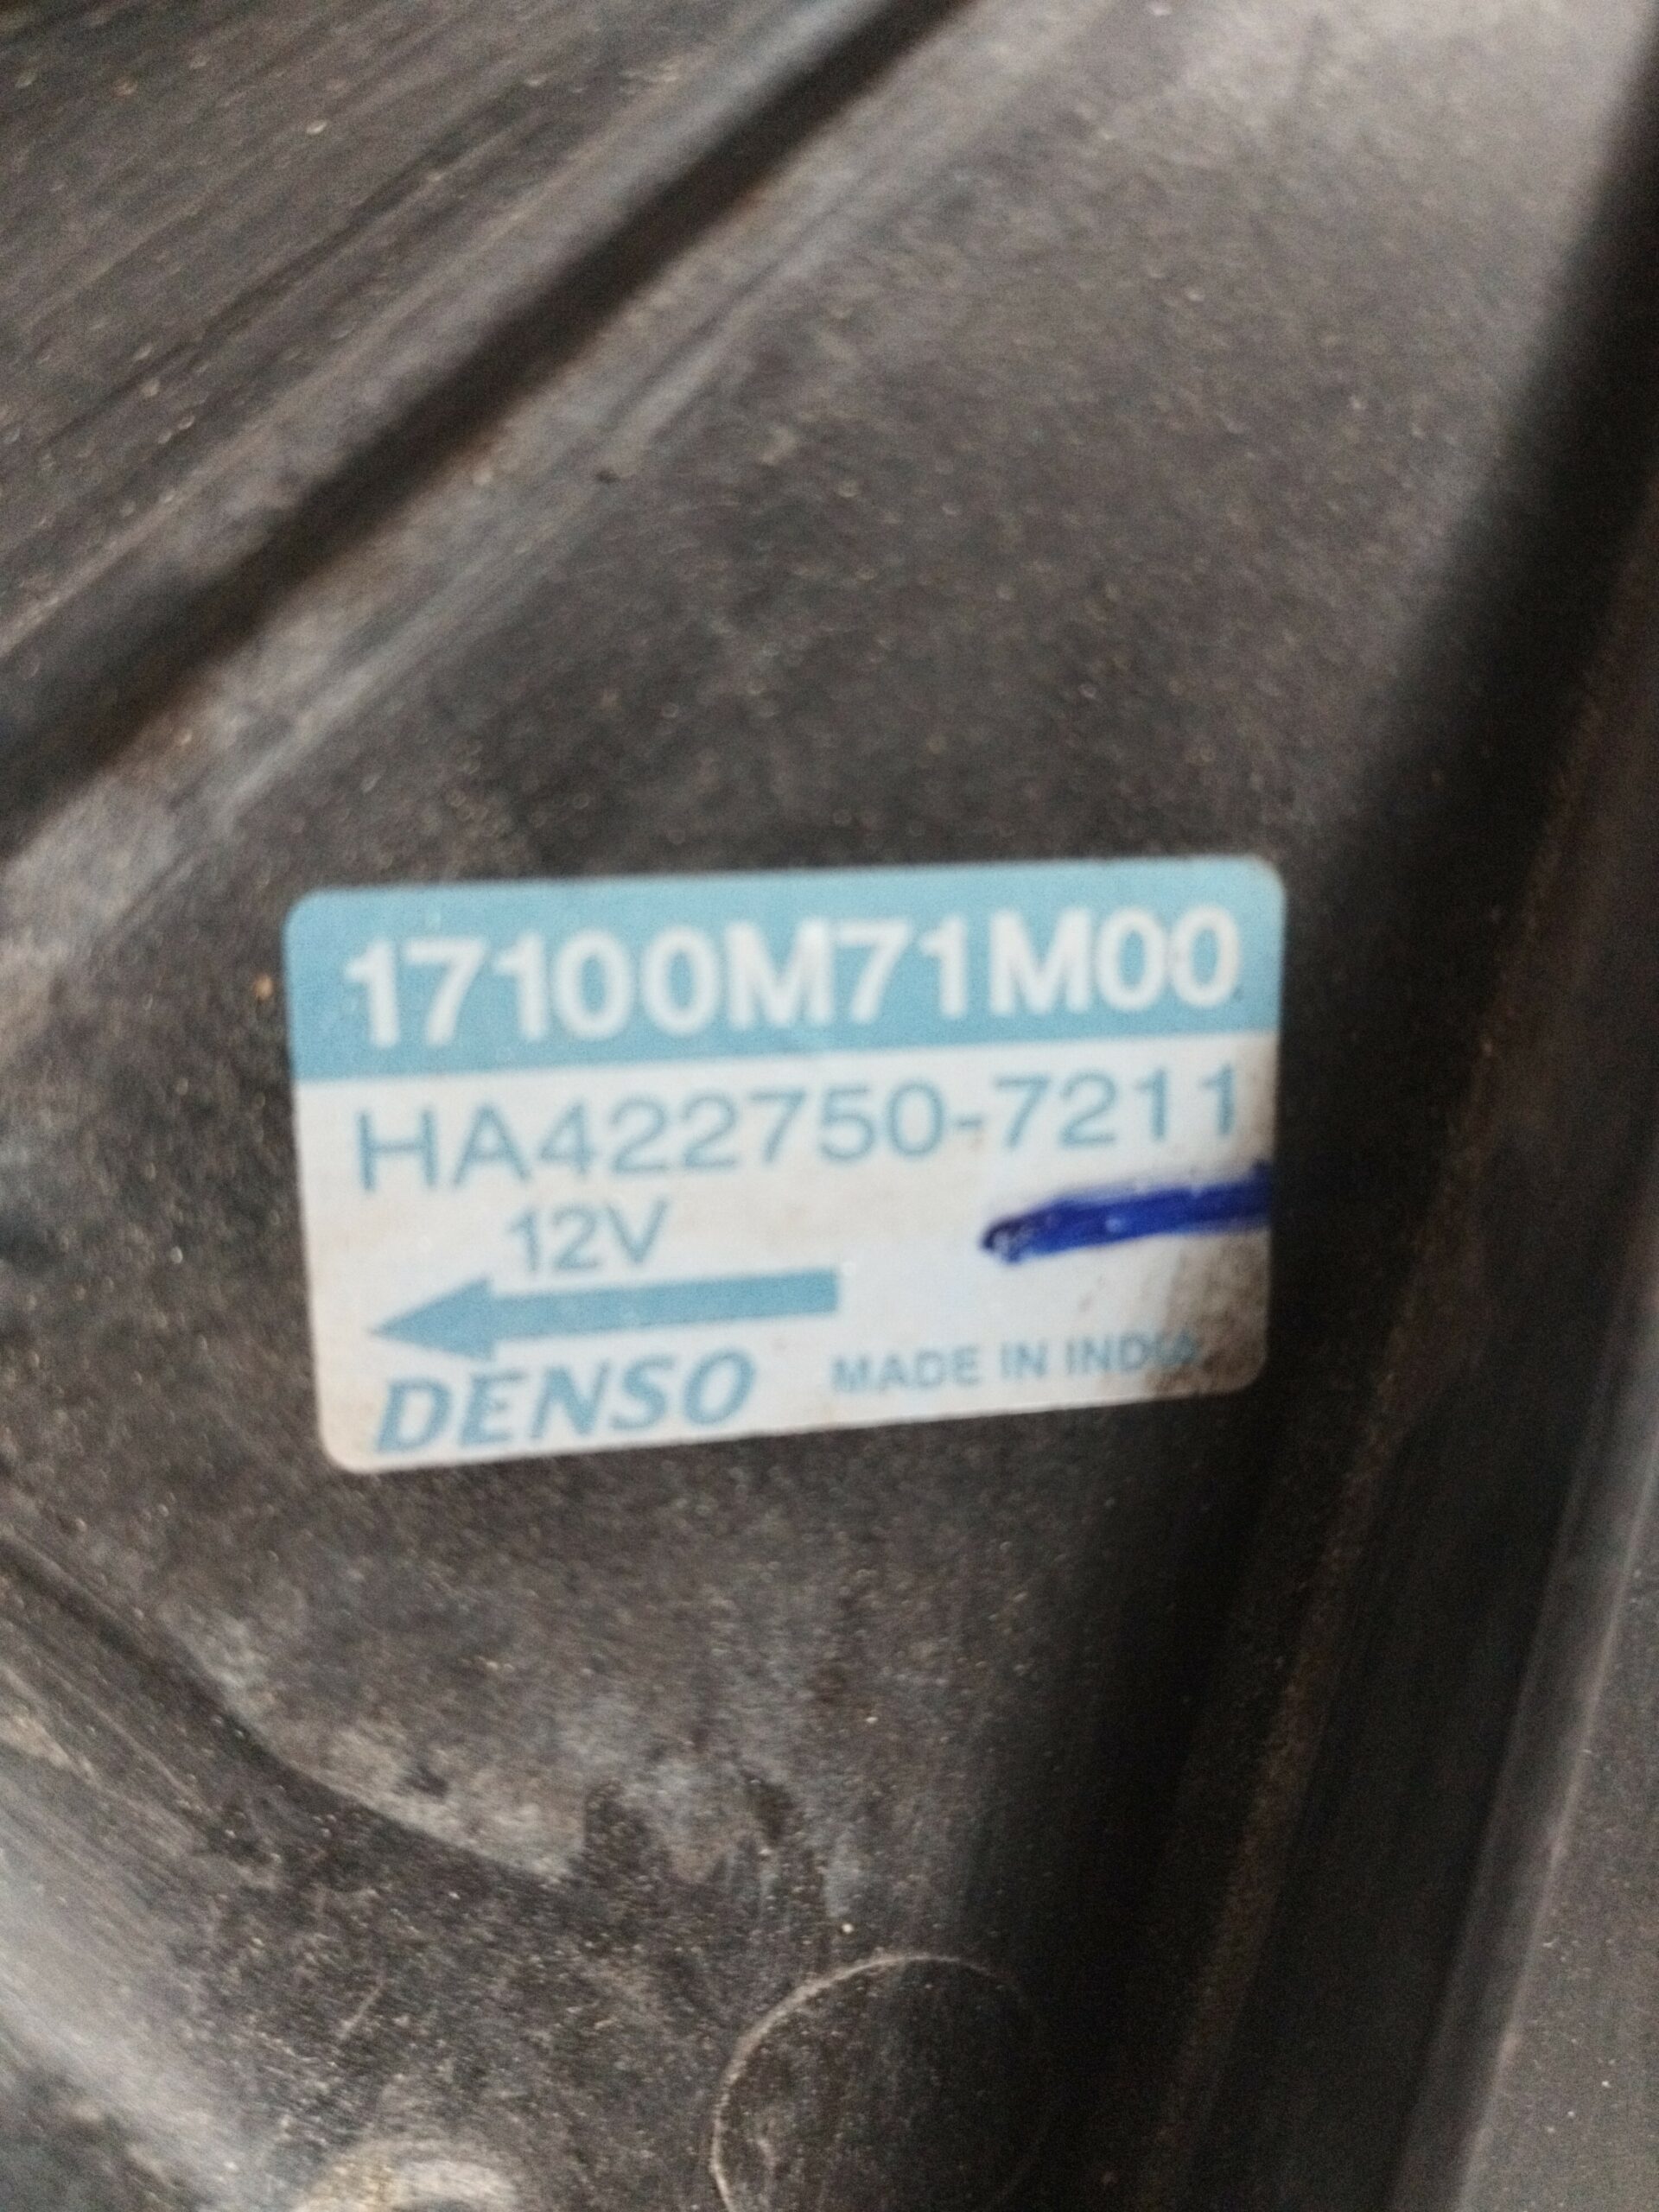 17100M71M00
HA422750-7211
12V
DENSO MADE IN INDIA